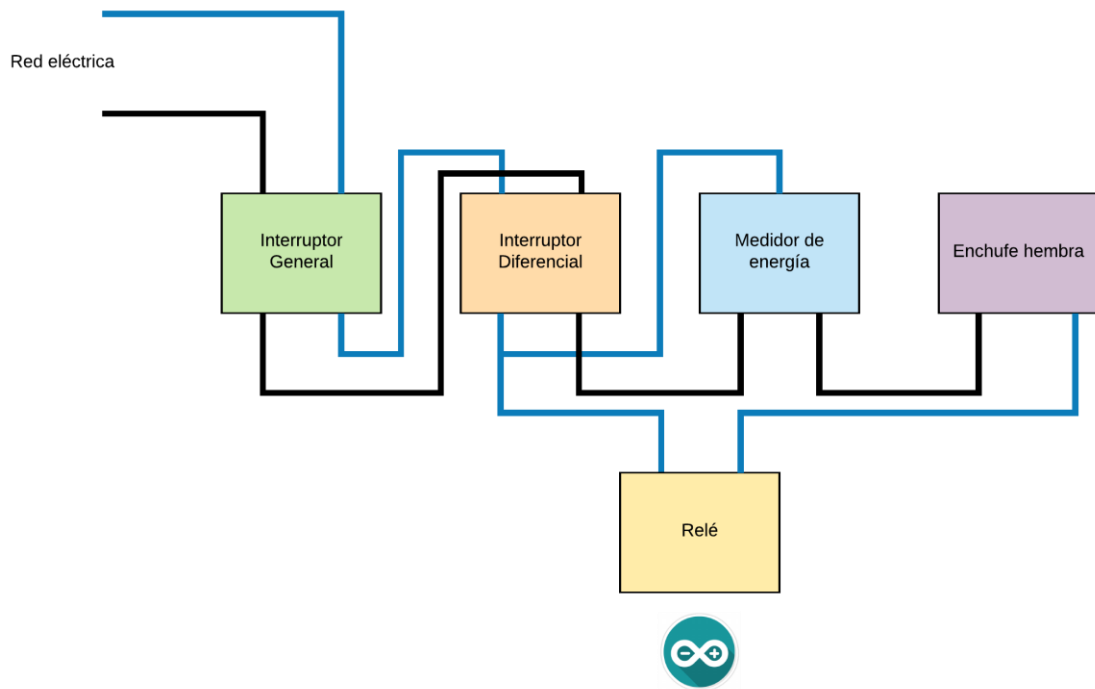 Red eléctrica
Interruptor
General
Interruptor
Diferencial
Medidor de
energía
Enchufe hembra
Relé